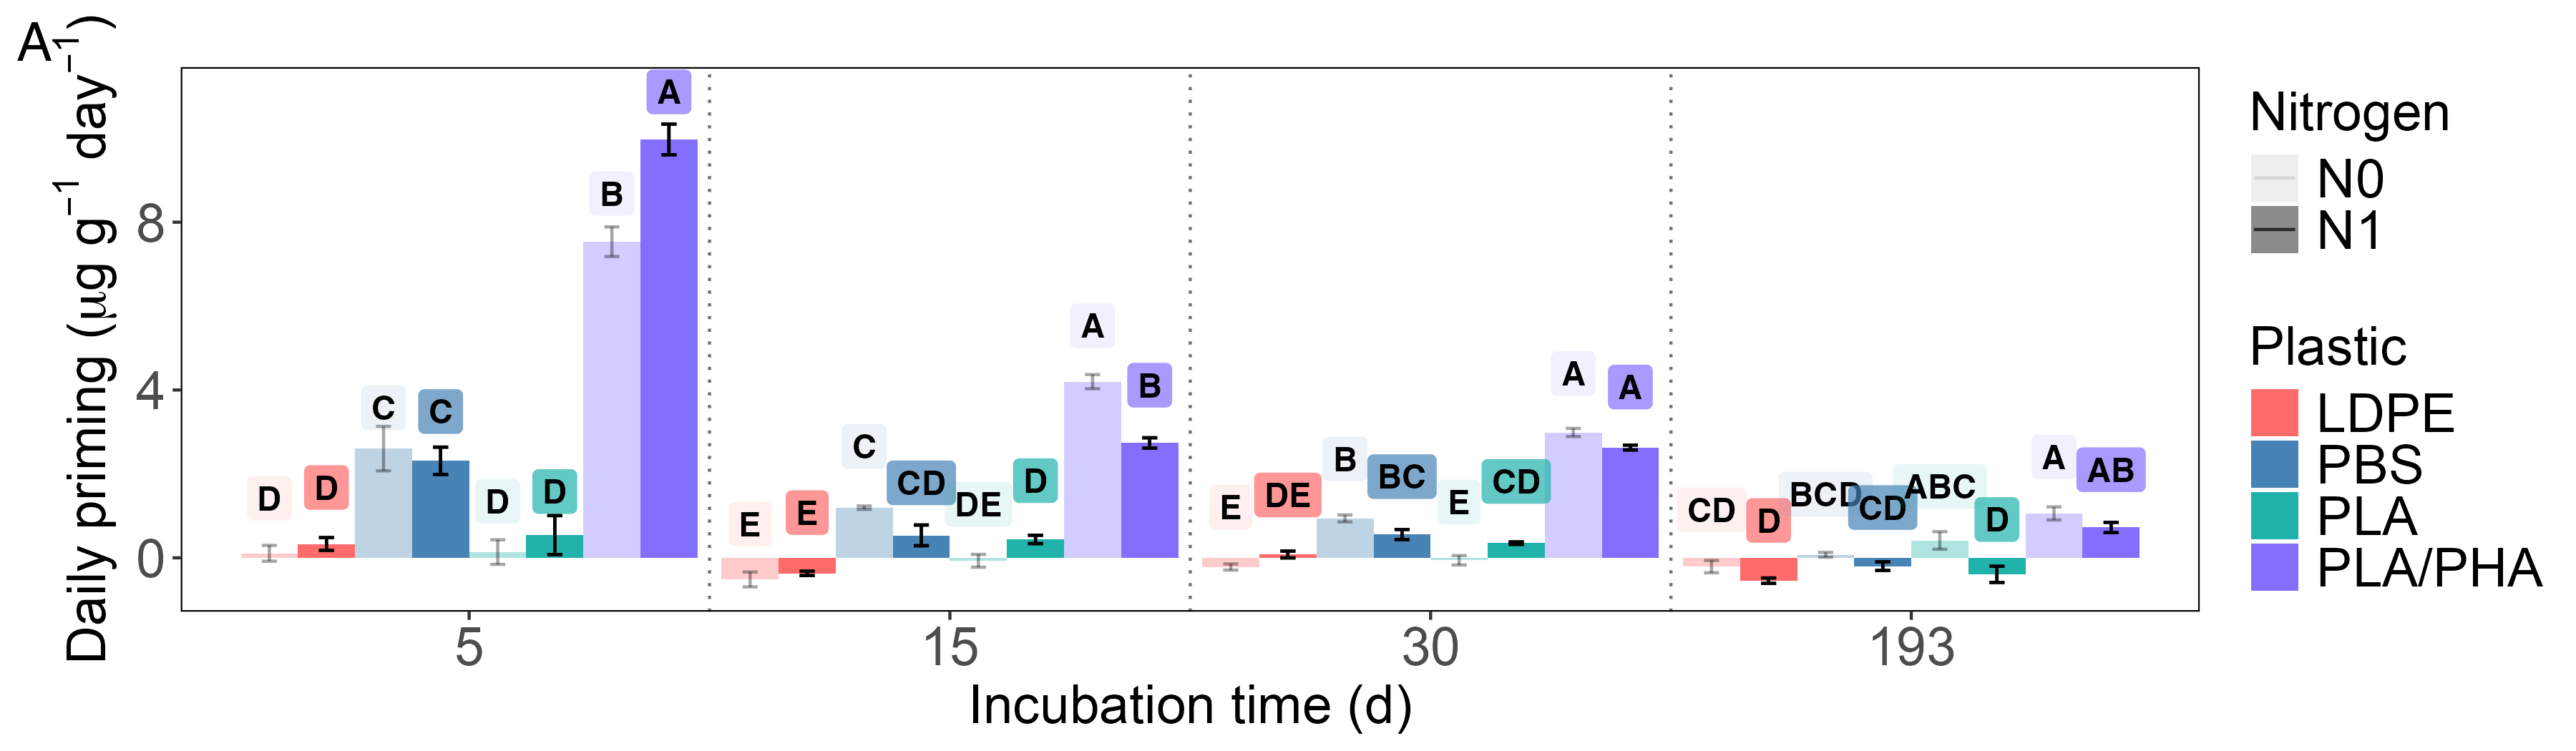 A
Daily priming (μg g⁻¹ day⁻¹)
8
4
0
D D C C D D B A
E E C CD DE D A B
E DE B BC E CD A A
CD D BCD CD ABC D A AB
5 15 30 193
Incubation time (d)
Nitrogen
N0
N1
Plastic
LDPE
PBS
PLA
PLA/PHA